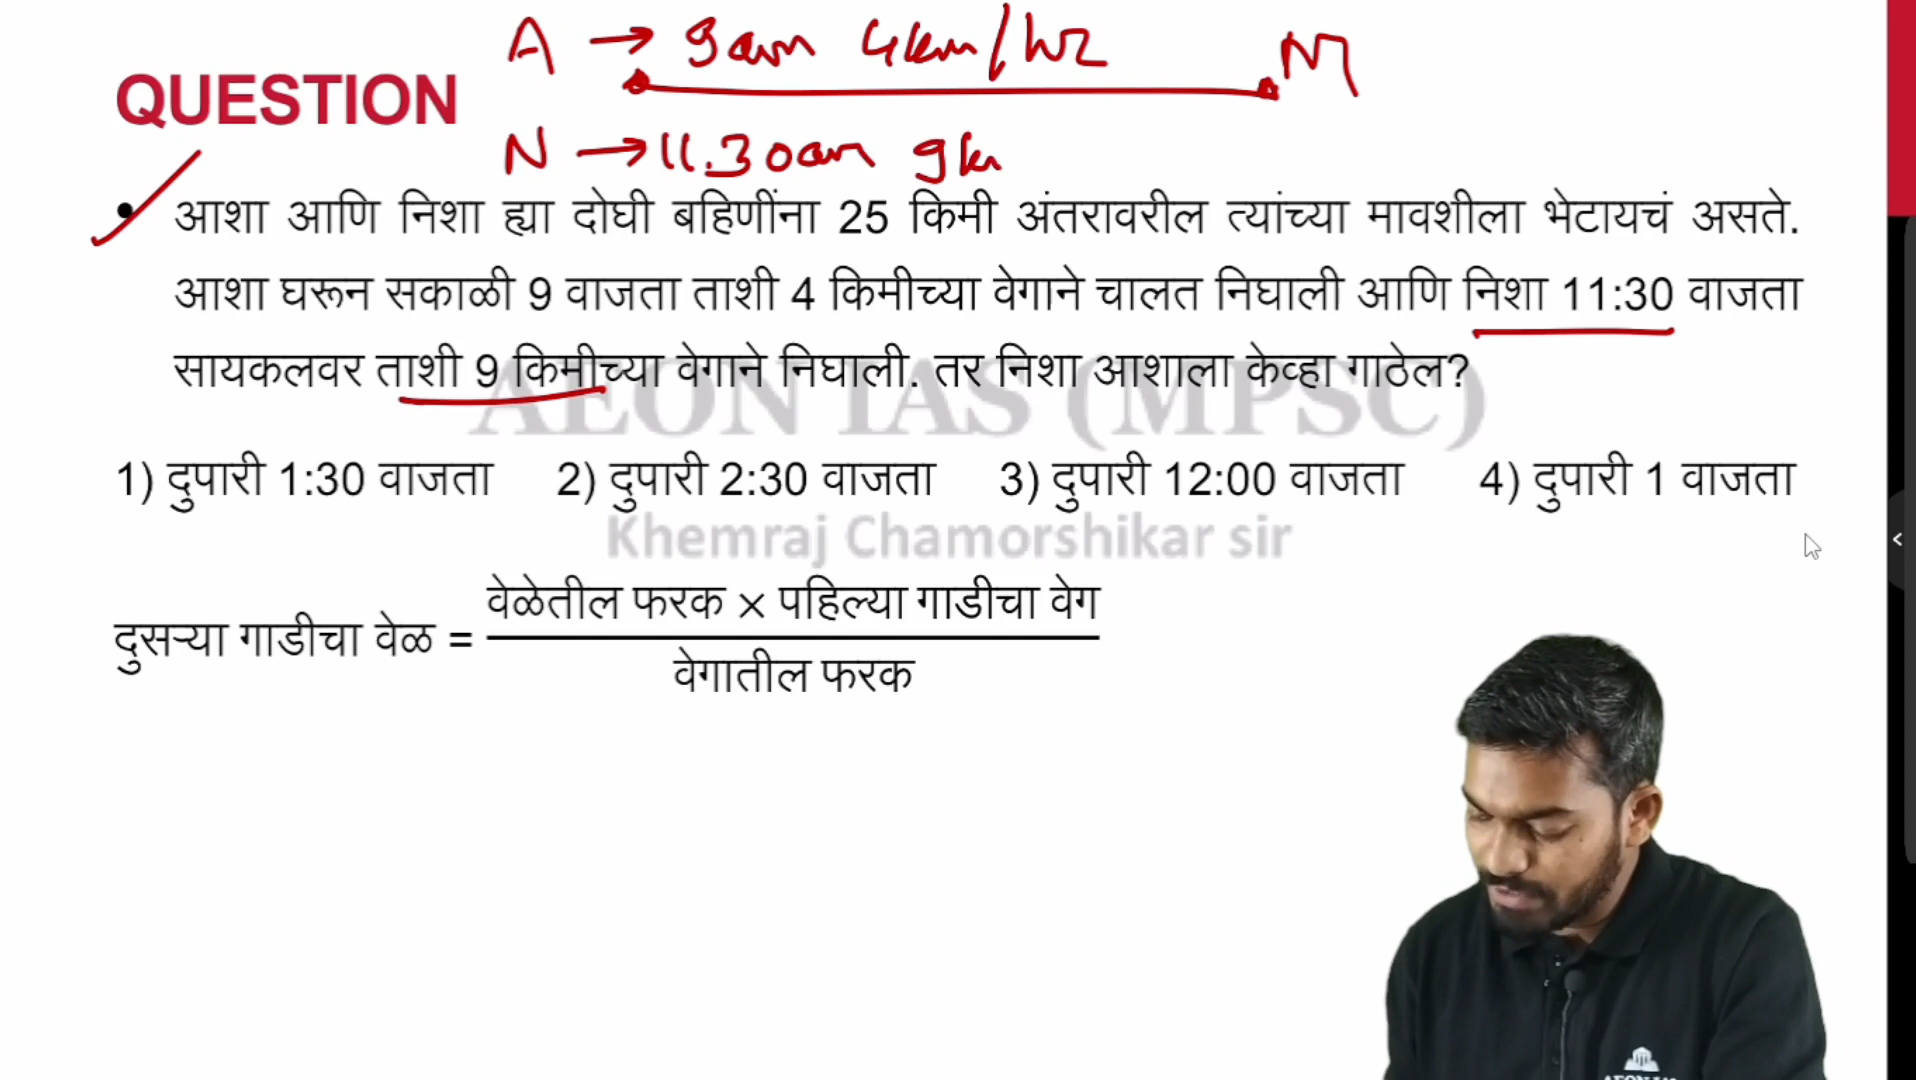 A → 9am 4km/hr M
QUESTION
N → 11.30am 9km
• आशा आणि निशा ह्या दोघी बहिणींना 25 किमी अंतरावरील त्यांच्या मावशीला भेटायचं असते.
आशा घरून सकाळी 9 वाजता ताशी 4 किमीच्या वेगाने चालत निघाली आणि निशा 11:30 वाजता
सायकलवर ताशी 9 किमीच्या वेगाने निघाली. तर निशा आशाला केव्हा गाठेल?
AEON IAS (MPSC)
1) दुपारी 1:30 वाजता 2) दुपारी 2:30 वाजता 3) दुपारी 12:00 वाजता 4) दुपारी 1 वाजता
Khemraj Chamorshikar sir
वेळेतील फरक × पहिल्या गाडीचा वेग
दुसऱ्या गाडीचा वेळ =
वेगातील फरक
<
AEON IAS